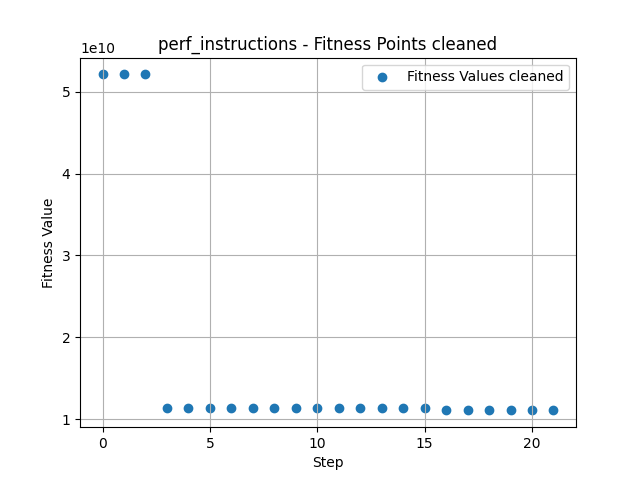 perf_instructions - Fitness Points cleaned
1e10
Fitness Values cleaned
5
4
3
2
1
Fitness Value
0
5
10
15
20
Step